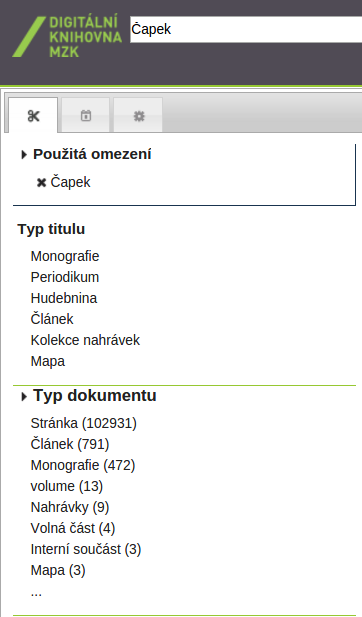 DIGITÁLNÍ
KNIHOVNA
MZK
Čapek
Použitá omezení
Čapek
Typ titulu
Monografie
Periodikum
Hudebnina
Článek
Kolekce nahrávek
Mapa
Typ dokumentu
Stránka (102931)
Článek (791)
Monografie (472)
volume (13)
Nahrávky (9)
Volná část (4)
Interní součást (3)
Mapa (3)
...